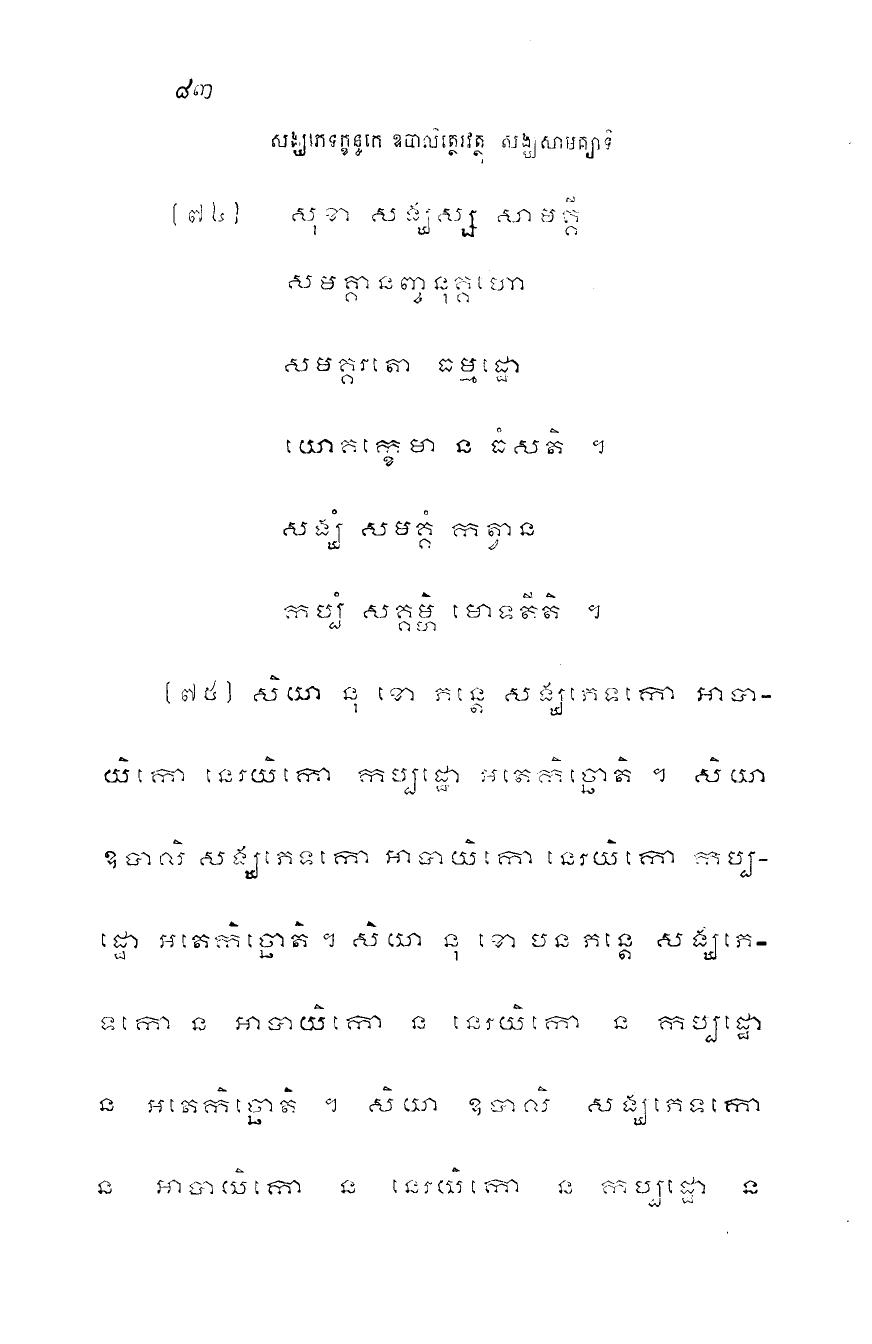 ៨៣
សង្ឃភេទក្ខន្ធកេ ឧបាលិត្ថេរវត្ថុ សង្ឃសាមគ្យាទិ
(៧៤) សុខា សង្ឃស្ស សាមគ្គី
សមគ្គានញ្ចនុគ្គហោ
សមគ្គរតោ ធម្មដ្ឋោ
យោគក្ខេមា ន ធំសតិ ។
សង្ឃំ សមគ្គំ កត្វាន
កប្បំ សគ្គម្ហិ មោទតីតិ ។
(៧៥) សិយា នុ ខោ ភន្តេ សង្ឃភេទកោ អាបា-
យិកោ នេរយិកោ កប្បដ្ឋោ អតេកិច្ឆោតិ ។ សិយា
ឧបាលិ សង្ឃភេទកោ អាបាយិកោ នេរយិកោ កប្ប-
ដ្ឋោ អតេកិច្ឆោតិ ។ សិយា នុ ខោ បន ភន្តេ សង្ឃភេ-
ទកោ ន អាបាយិកោ ន នេរយិកោ ន កប្បដ្ឋោ
ន អតេកិច្ឆោតិ ។ សិយា ឧបាលិ សង្ឃភេទកោ
ន អាបាយិកោ ន នេរយិកោ ន កប្បដ្ឋោ ន